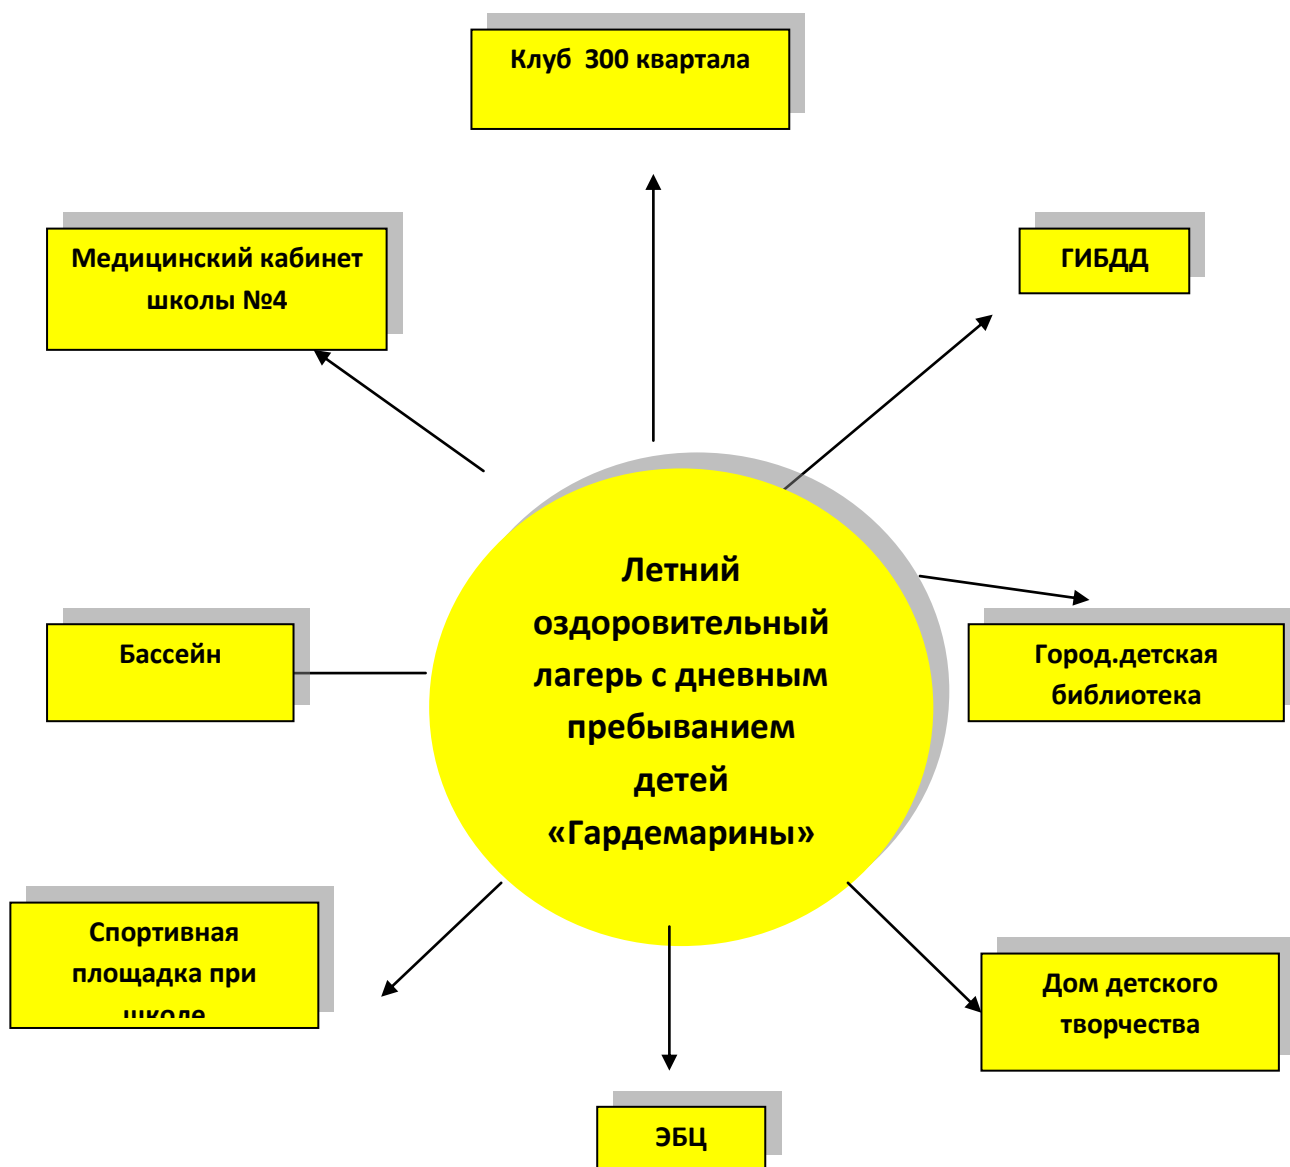 Клуб 300 квартала
Медицинский кабинет
школы №4
ГИБДД
Летний
оздоровительный
лагерь с дневным
пребыванием
детей
«Гардемарины»
Бассейн
Город.детская
библиотека
Спортивная
площадка при
школе
Дом детского
творчества
ЭБЦ